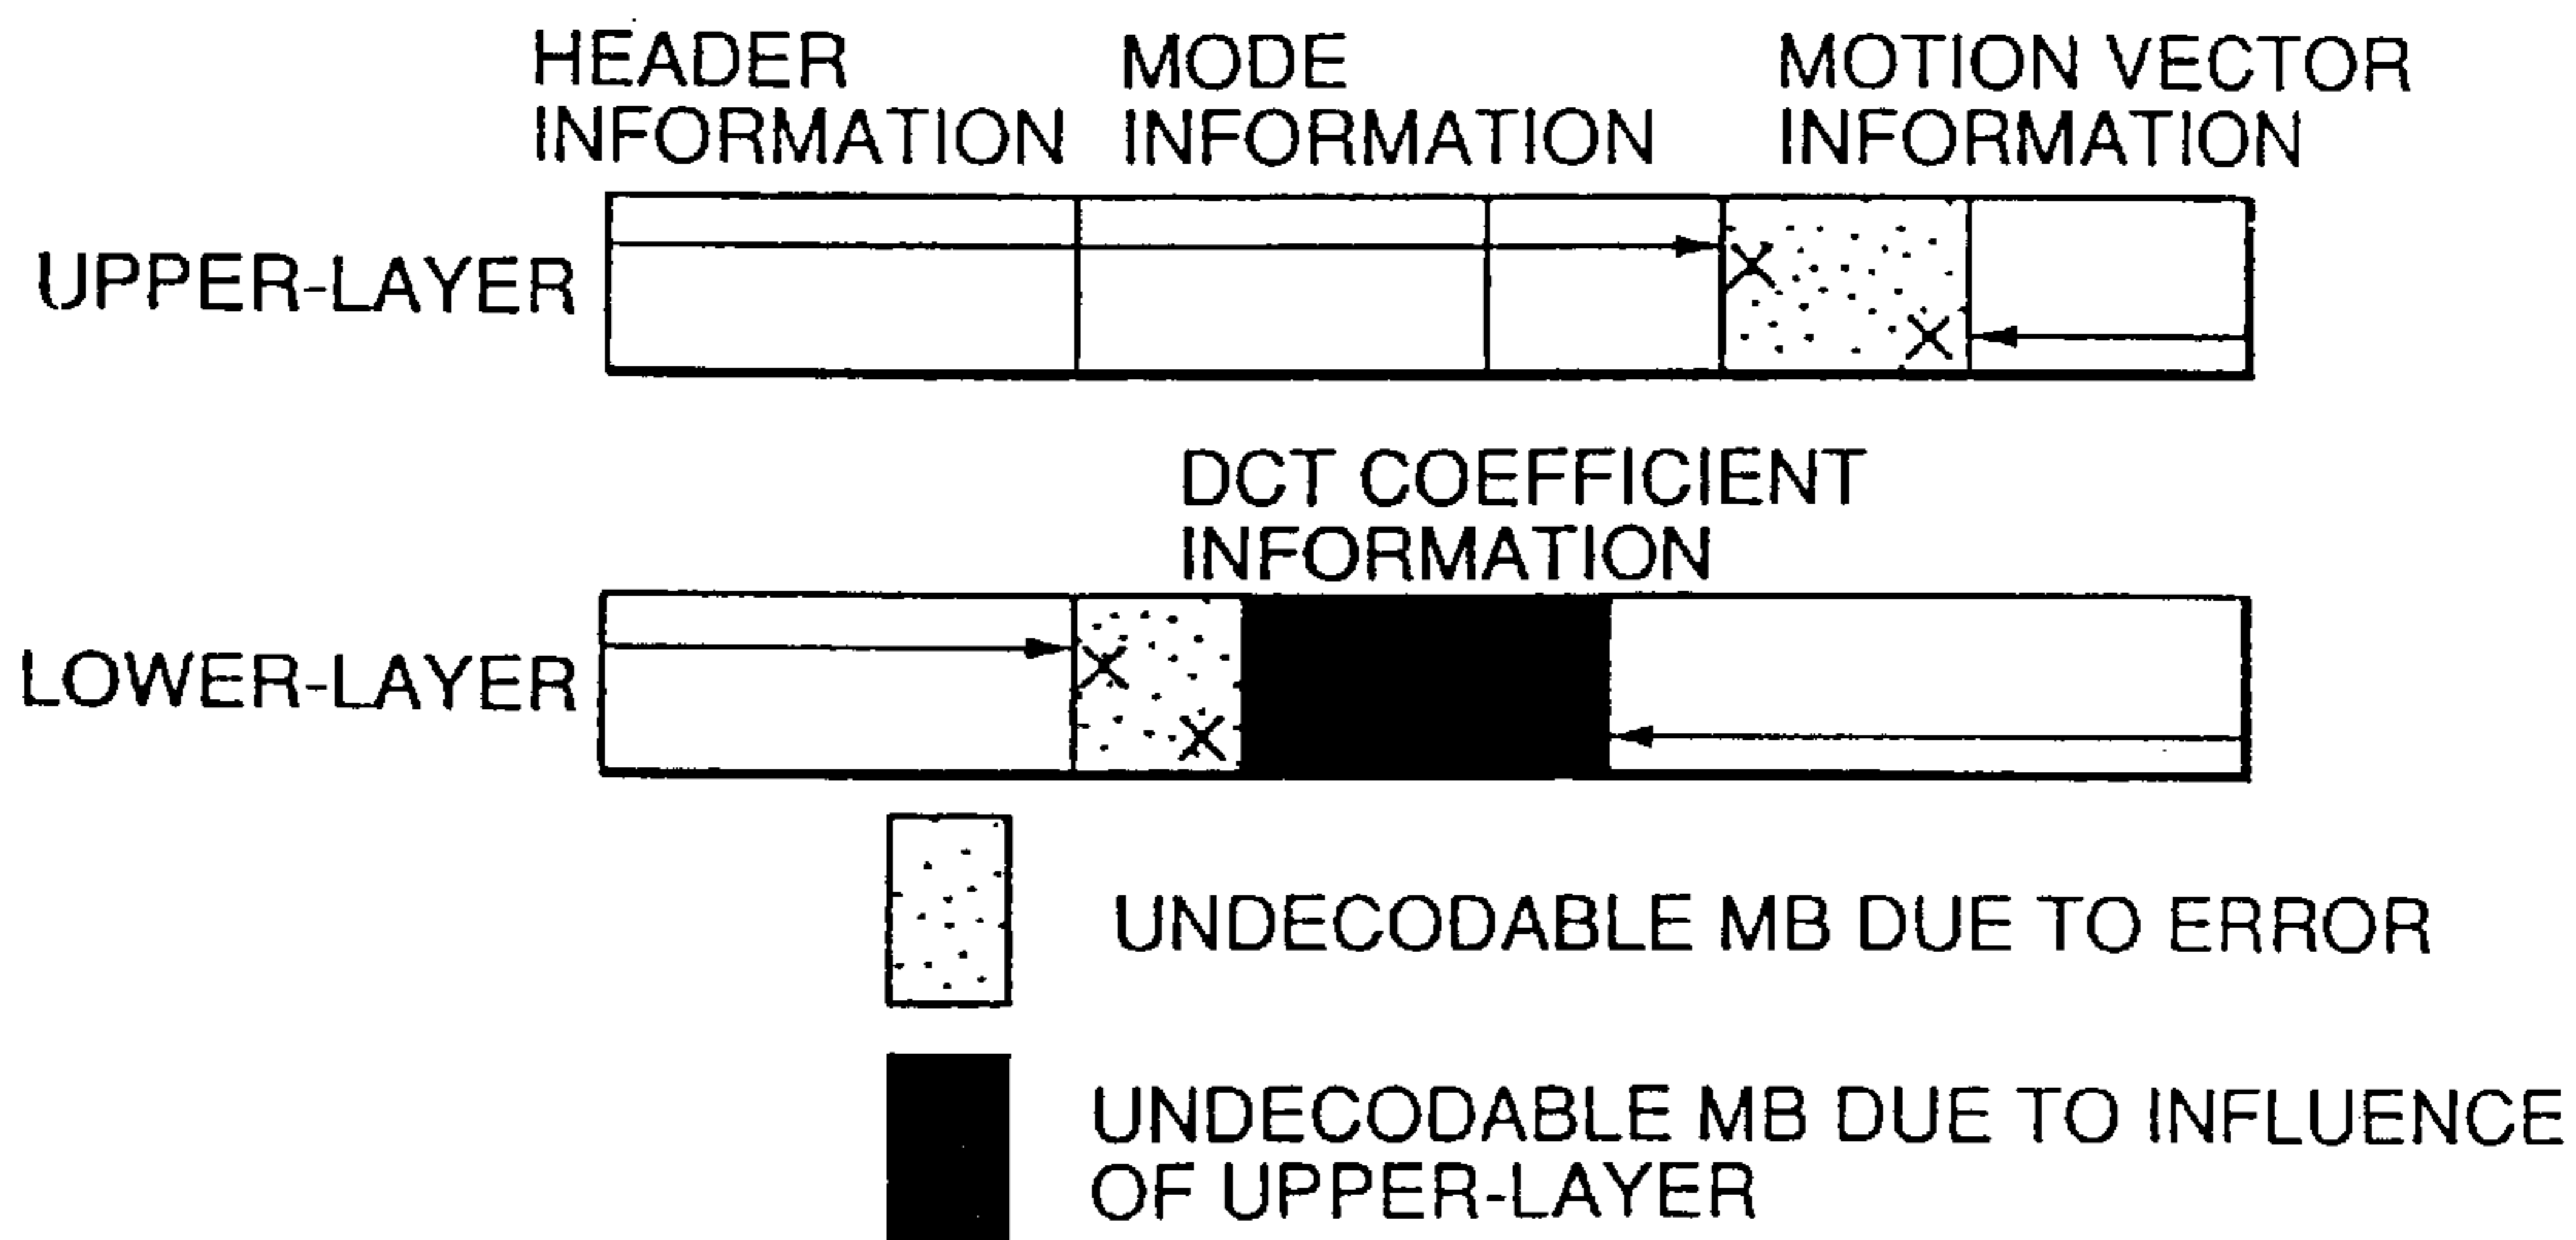 HEADER INFORMATION
MODE INFORMATION
MOTION VECTOR INFORMATION
UPPER-LAYER
DCT COEFFICIENT INFORMATION
LOWER-LAYER
UNDECODABLE MB DUE TO ERROR
UNDECODABLE MB DUE TO INFLUENCE
OF UPPER-LAYER